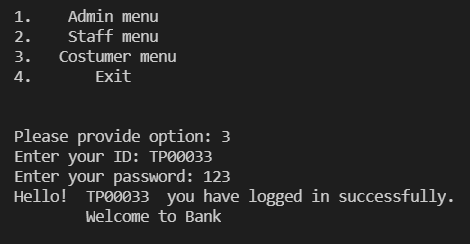 1.   Admin menu
2.   Staff menu
3.   Costumer menu
4.   Exit
Please provide option: 3
Enter your ID: TP00033
Enter your password: 123
Hello!  TP00033  you have logged in successfully.
Welcome to Bank